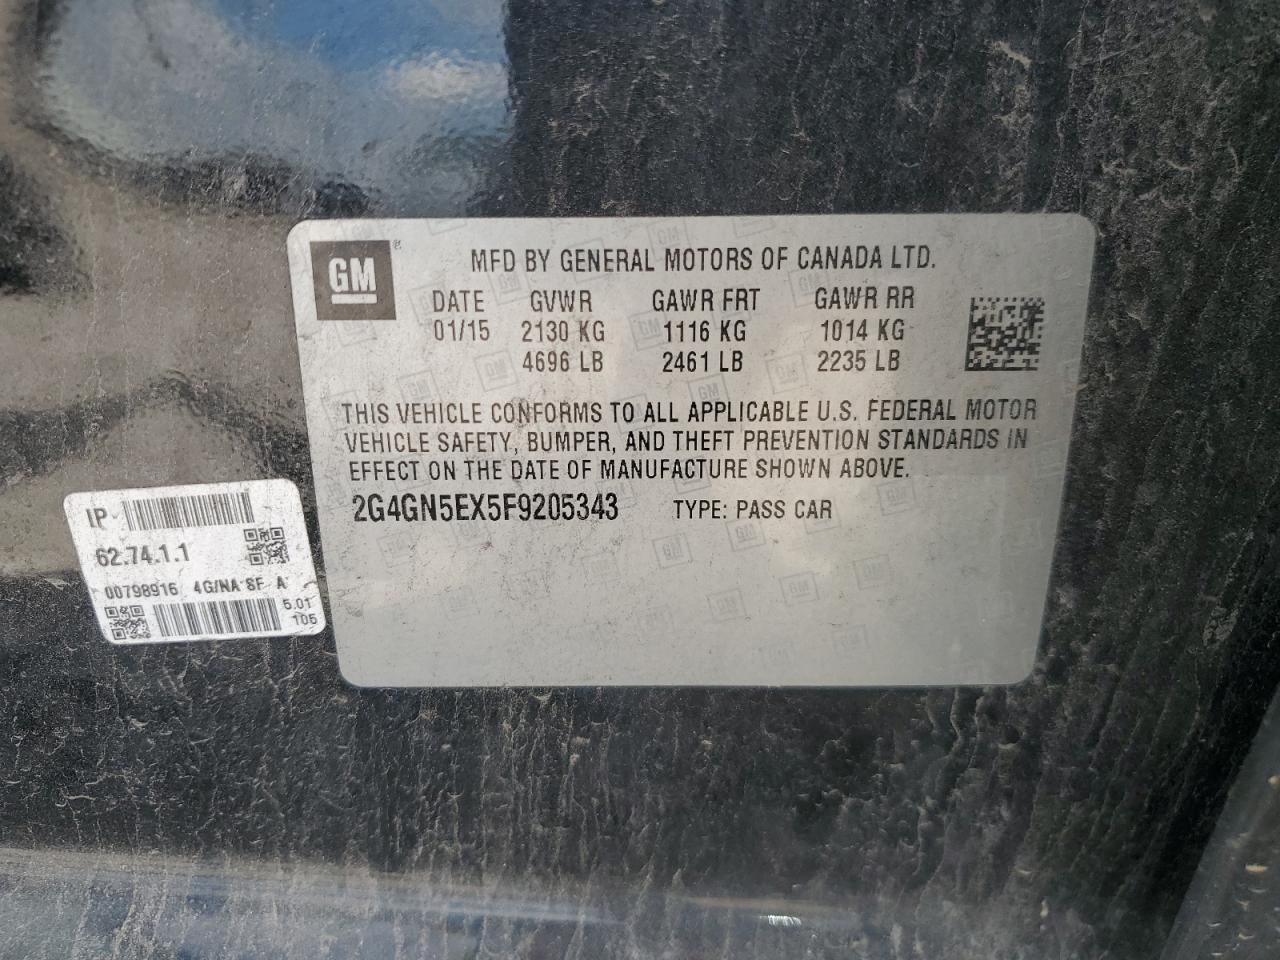 GM®
MFD BY GENERAL MOTORS OF CANADA LTD.
DATE GVWR GAWR FRT GAWR RR
01/15 2130 KG 1116 KG 1014 KG
4696 LB 2461 LB 2235 LB
THIS VEHICLE CONFORMS TO ALL APPLICABLE U.S. FEDERAL MOTOR
VEHICLE SAFETY, BUMPER, AND THEFT PREVENTION STANDARDS IN
EFFECT ON THE DATE OF MANUFACTURE SHOWN ABOVE.
2G4GN5EX5F9205343 TYPE: PASS CAR
IP
62.74.1.1
00798916 4G/NA SF A
5.01
105